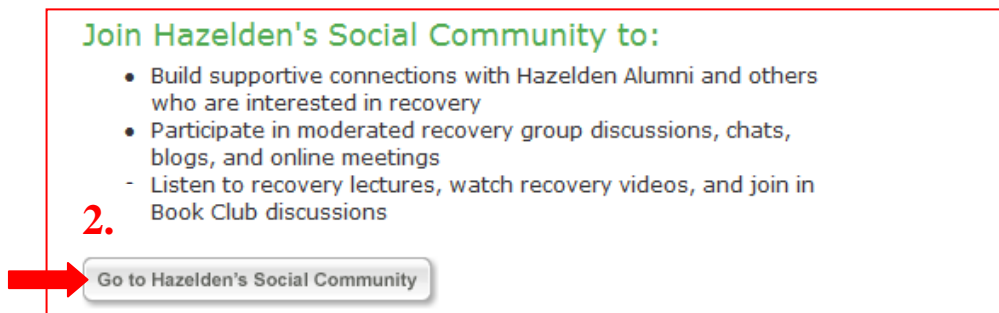 Join Hazelden's Social Community to:
• Build supportive connections with Hazelden Alumni and others
who are interested in recovery
• Participate in moderated recovery group discussions, chats,
blogs, and online meetings
- Listen to recovery lectures, watch recovery videos, and join in
Book Club discussions
2.
Go to Hazelden's Social Community